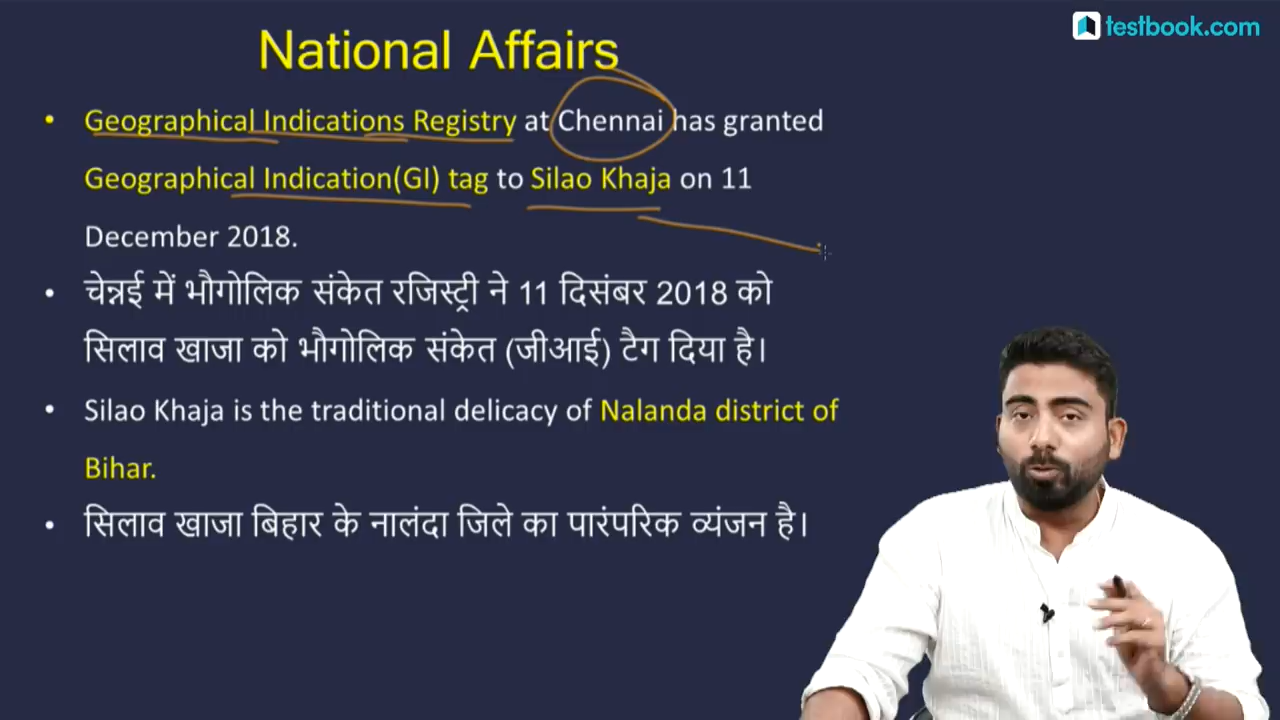 testbook.com
National Affairs
• Geographical Indications Registry at Chennai has granted
Geographical Indication(GI) tag to Silao Khaja on 11
December 2018.
• चेन्नई में भौगोलिक संकेत रजिस्ट्री ने 11 दिसंबर 2018 को
सिलाव खाजा को भौगोलिक संकेत (जीआई) टैग दिया है।
• Silao Khaja is the traditional delicacy of Nalanda district of
Bihar.
• सिलाव खाजा बिहार के नालंदा जिले का पारंपरिक व्यंजन है।